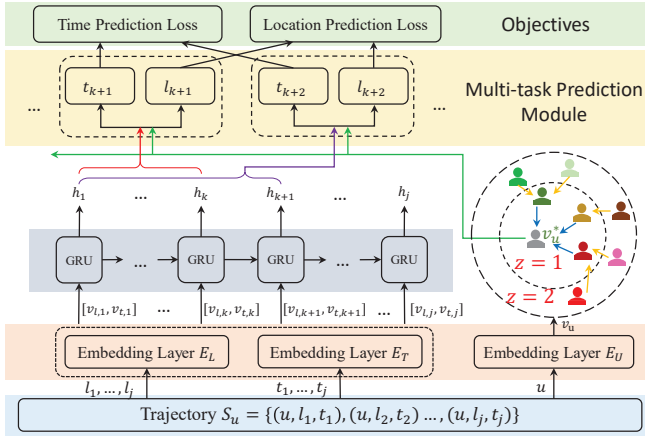 Time Prediction Loss
Location Prediction Loss
Objectives
t_{k+1}
l_{k+1}
t_{k+2}
l_{k+2}
...
...
Multi-task Prediction
Module
h_1
...
h_k
h_{k+1}
...
h_j
GRU
...
GRU
GRU
...
GRU
v_u^*
z = 1
z = 2
[v_{l,1}, v_{t,1}]
...
[v_{l,k}, v_{t,k}]
[v_{l,k+1}, v_{t,k+1}]
...
[v_{l,j}, v_{t,j}]
v_u
Embedding Layer E_L
Embedding Layer E_T
Embedding Layer E_U
l_1, ..., l_j
t_1, ..., t_j
u
Trajectory S_u = {(u, l_1, t_1), (u, l_2, t_2) ..., (u, l_j, t_j)}